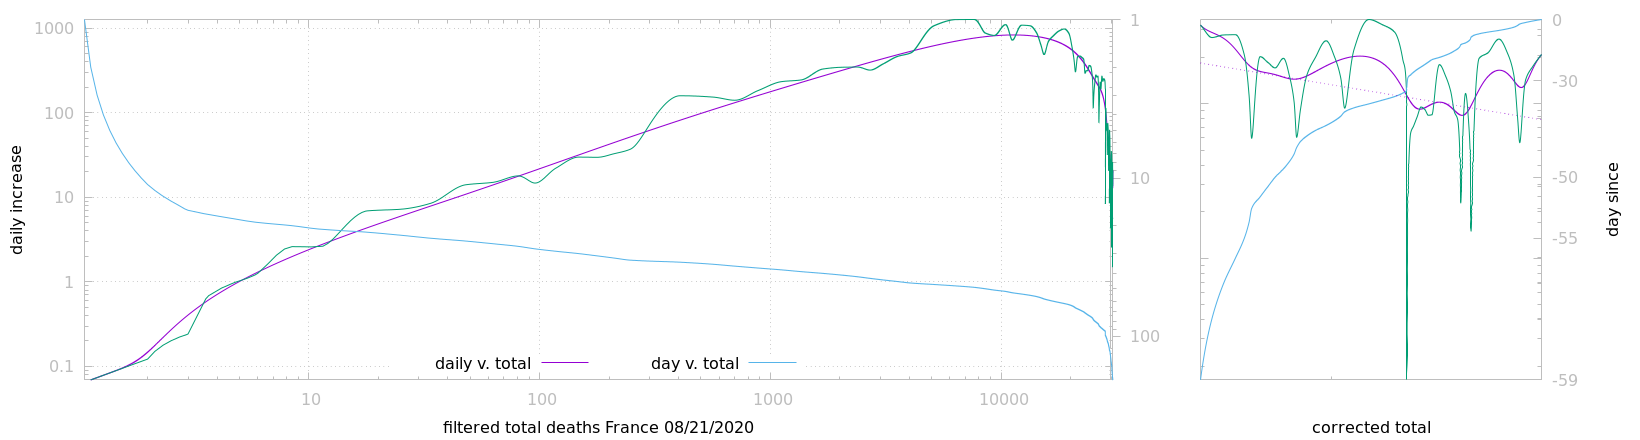 1000
100
10
1
0.1
daily increase
10
100
1000
10000
filtered total deaths France 08/21/2020
daily v. total
day v. total
1
10
100
0
-30
-50
-55
-59
day since
corrected total